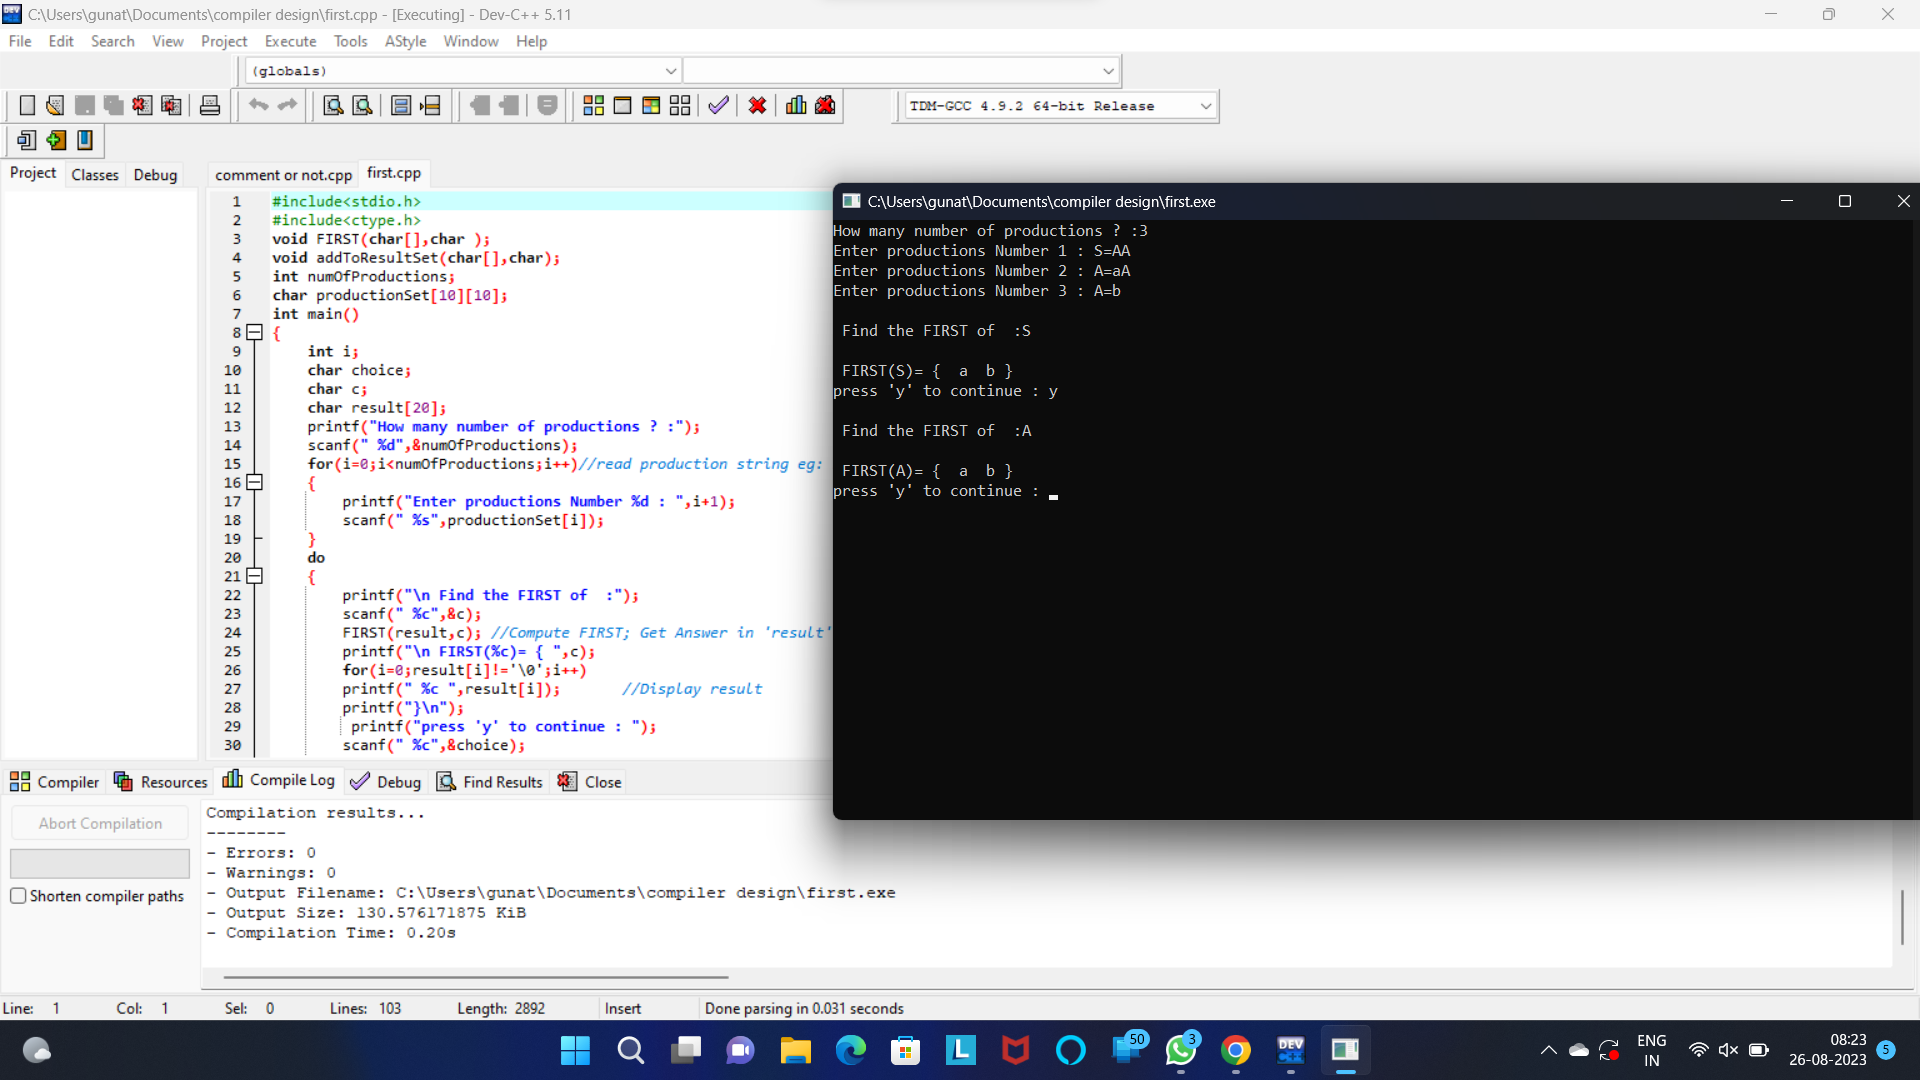 C:\Users\gunat\Documents\compiler design\first.cpp - [Executing] - Dev-C++ 5.11
File Edit Search View Project Execute Tools AStyle Window Help
(globals)
TDM-GCC 4.9.2 64-bit Release
Project Classes Debug
comment or not.cpp first.cpp
1 #include<stdio.h>
2 #include<ctype.h>
3 void FIRST(char[],char );
4 void addToResultSet(char[],char);
5 int numOfProductions;
6 char productionSet[10][10];
7 int main()
8 {
9 int i;
10 char choice;
11 char c;
12 char result[20];
13 printf("How many number of productions ? :");
14 scanf(" %d",&numOfProductions);
15 for(i=0;i<numOfProductions;i++)//read production string eg:
16 {
17 printf("Enter productions Number %d : ",i+1);
18 scanf(" %s",productionSet[i]);
19 }
20 do
21 {
22 printf("\n Find the FIRST of  :");
23 scanf(" %c",&c);
24 FIRST(result,c); //Compute FIRST; Get Answer in 'result'
25 printf("\n FIRST(%c)= { ",c);
26 for(i=0;result[i]!='\0';i++)
27 printf(" %c ",result[i]); //Display result
28 printf("}\n");
29 printf("press 'y' to continue : ");
30 scanf(" %c",&choice);
C:\Users\gunat\Documents\compiler design\first.exe
How many number of productions ? :3
Enter productions Number 1 : S=AA
Enter productions Number 2 : A=aA
Enter productions Number 3 : A=b
Find the FIRST of  :S
FIRST(S)= {  a  b }
press 'y' to continue : y
Find the FIRST of  :A
FIRST(A)= {  a  b }
press 'y' to continue :
Compiler Resources Compile Log Debug Find Results Close
Abort Compilation
Shorten compiler paths
Compilation results...
--------
- Errors: 0
- Warnings: 0
- Output Filename: C:\Users\gunat\Documents\compiler design\first.exe
- Output Size: 130.576171875 KiB
- Compilation Time: 0.20s
Line: 1 Col: 1 Sel: 0 Lines: 103 Length: 2892 Insert Done parsing in 0.031 seconds
L
50
3
DEV
C++
ENG
IN
08:23
26-08-2023
5